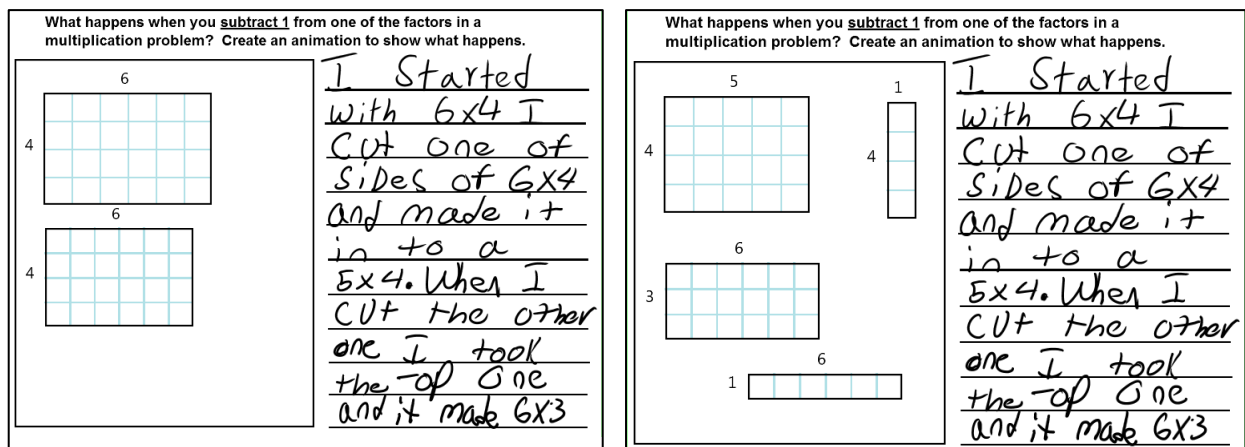 What happens when you subtract 1 from one of the factors in a
multiplication problem? Create an animation to show what happens.
6
4
6
4
I Started
with 6x4 I
CUt one of
SiDes of 6X4
and made it
in to a
5x4. When I
CUt the other
one I took
the top One
and it made 6X3
What happens when you subtract 1 from one of the factors in a
multiplication problem? Create an animation to show what happens.
5
4
1
4
6
3
6
1
I Started
with 6x4 I
CUt one of
SiDes of 6X4
and made it
in to a
5x4. When I
CUt the other
one I took
the top One
and it made 6X3